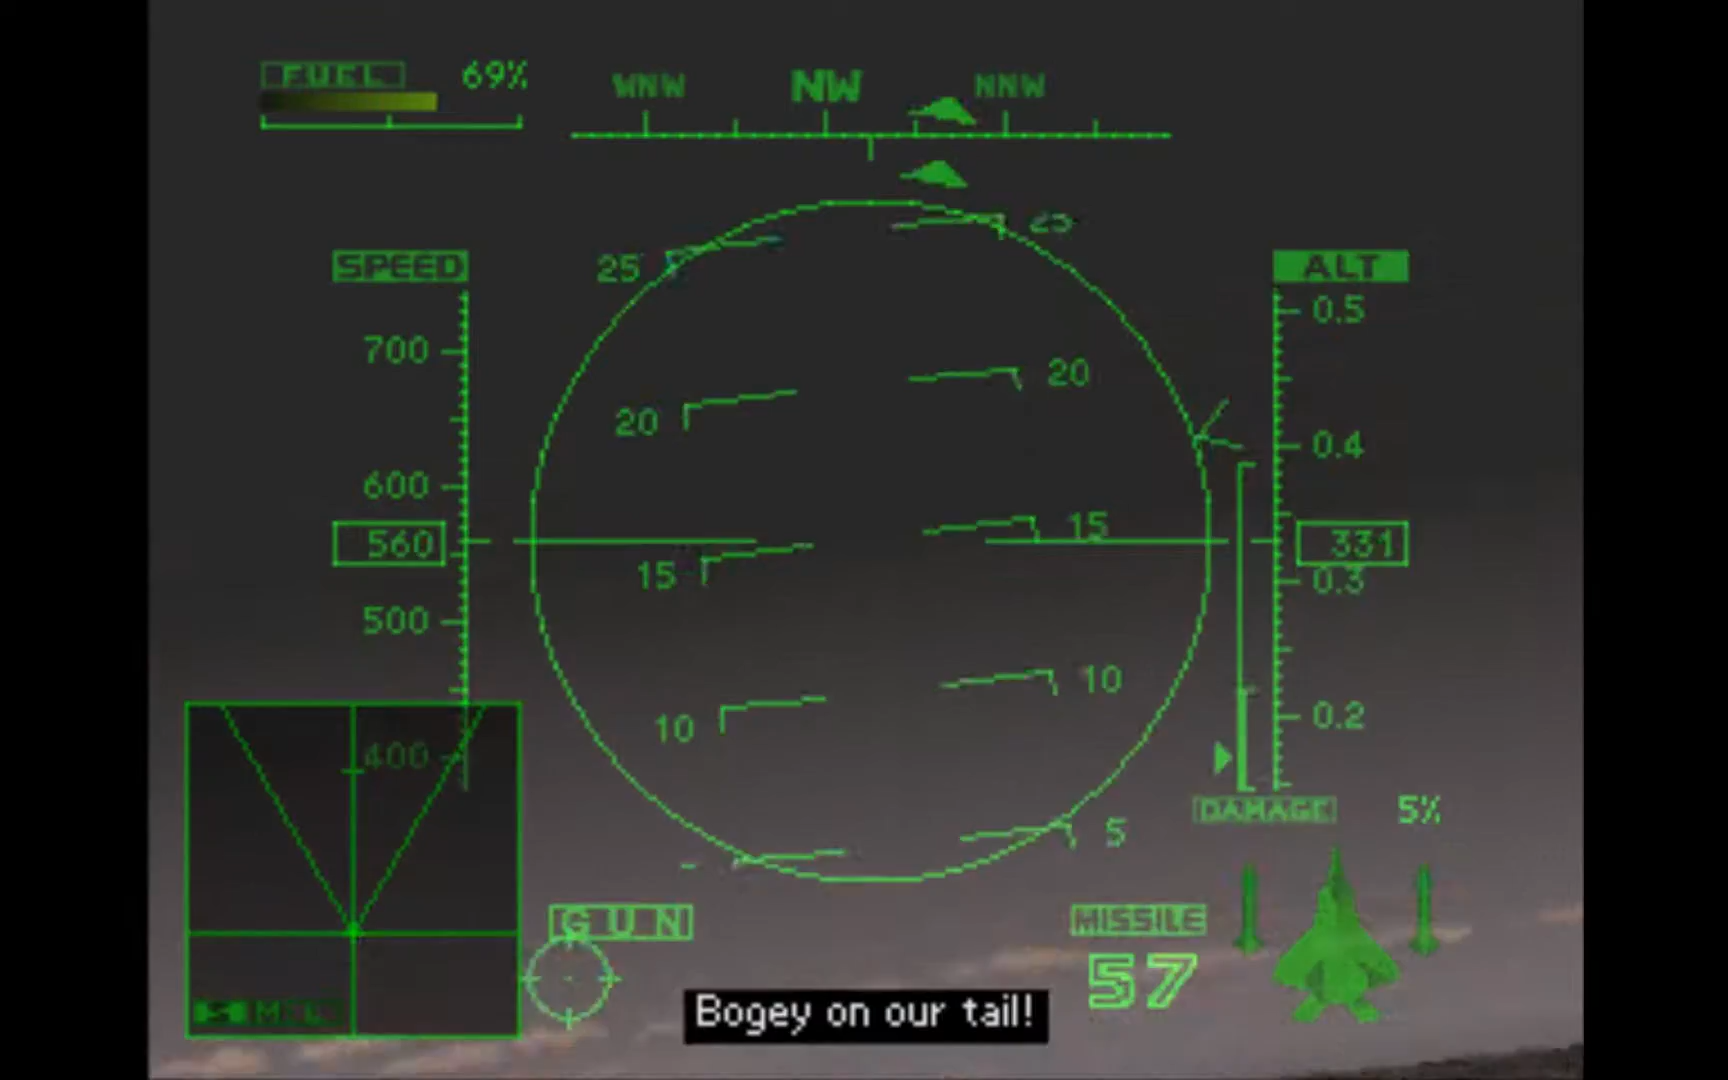 FUEL 69%
WNW NW NNW
25 25
SPEED ALT
0.5
700
20 20
0.4
600
560 15 331
15 0.3
500
10 10
0.2
400
DAMAGE 5%
5
GUN MISSILE
57
Bogey on our tail!